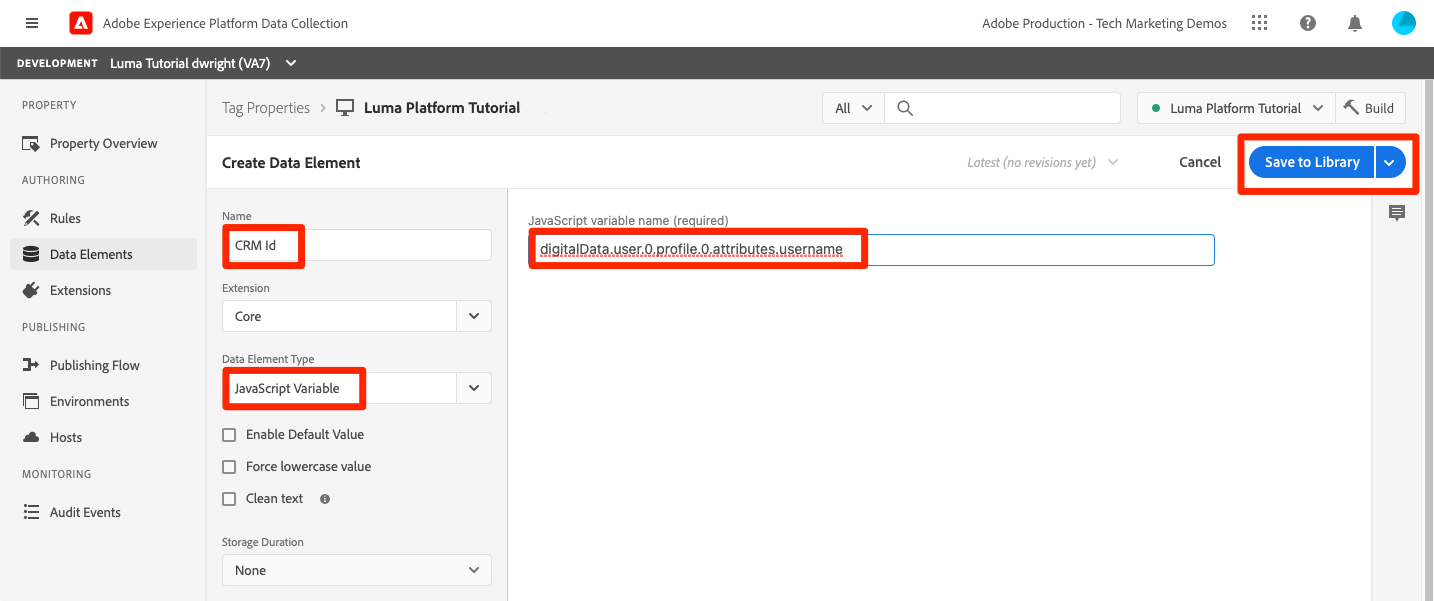 Adobe Experience Platform Data Collection
Adobe Production - Tech Marketing Demos
DEVELOPMENT Luma Tutorial dwright (VA7)
PROPERTY
Property Overview
AUTHORING
Rules
Data Elements
Extensions
PUBLISHING
Publishing Flow
Environments
Hosts
MONITORING
Audit Events
Tag Properties > Luma Platform Tutorial
All
Luma Platform Tutorial
Build
Create Data Element
Latest (no revisions yet)
Cancel
Save to Library
Name
CRM Id
Extension
Core
Data Element Type
JavaScript Variable
Enable Default Value
Force lowercase value
Clean text
Storage Duration
None
JavaScript variable name (required)
digitalData.user.0.profile.0.attributes.username